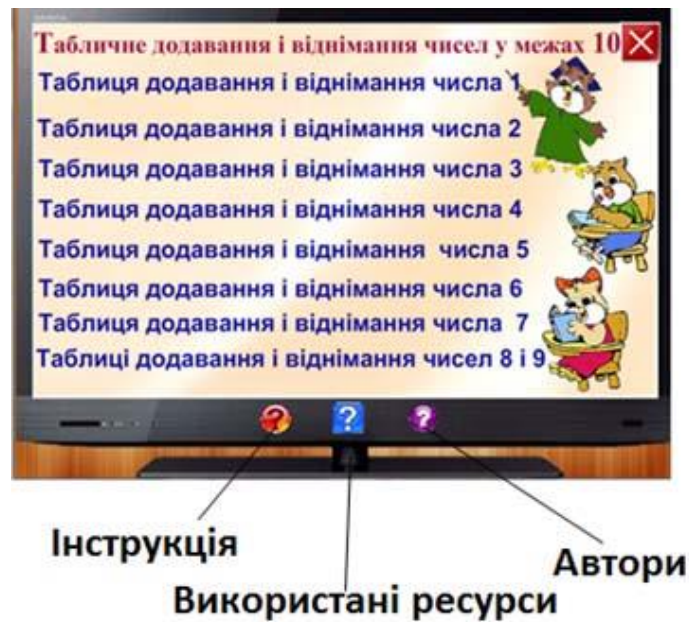 Табличне додавання і віднімання чисел у межах 10
Таблиця додавання і віднімання числа 1
Таблиця додавання і віднімання числа 2
Таблиця додавання і віднімання числа 3
Таблиця додавання і віднімання числа 4
Таблиця додавання і віднімання числа 5
Таблиця додавання і віднімання числа 6
Таблиця додавання і віднімання числа 7
Таблиці додавання і віднімання чисел 8 і 9
? ? ?
Інструкція
Автори
Використані ресурси